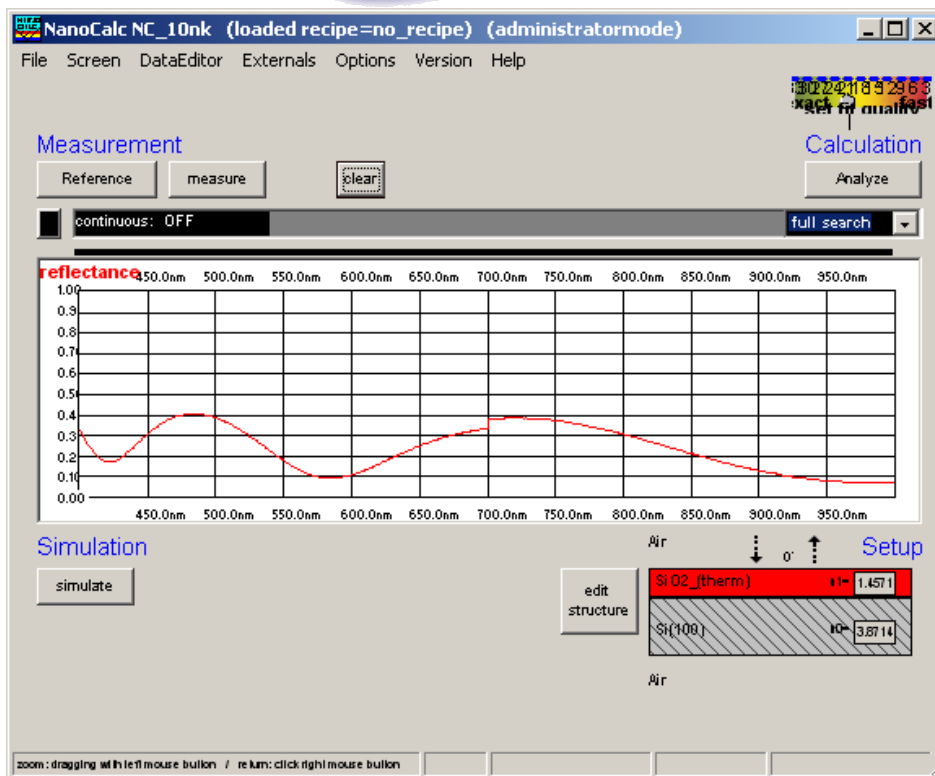 NanoCalc NC_10nk (loaded recipe=no_recipe) (administratormode)
File Screen DataEditor Externals Options Version Help
set fit quality
Measurement Calculation
Reference measure clear Analyze
continuous: OFF full search
reflectance 450.0nm 500.0nm 550.0nm 600.0nm 650.0nm 700.0nm 750.0nm 800.0nm 850.0nm 900.0nm 950.0nm
1.00
0.9
0.8
0.7
0.6
0.5
0.4
0.3
0.2
0.10
0.00
450.0nm 500.0nm 550.0nm 600.0nm 650.0nm 700.0nm 750.0nm 800.0nm 850.0nm 900.0nm 950.0nm
Simulation Air Setup
simulate edit structure SiO2_(therm) n1= 1.4571
Si(100) n0= 3.8714
Air
zoom: dragging with left mouse button / return: click right mouse button